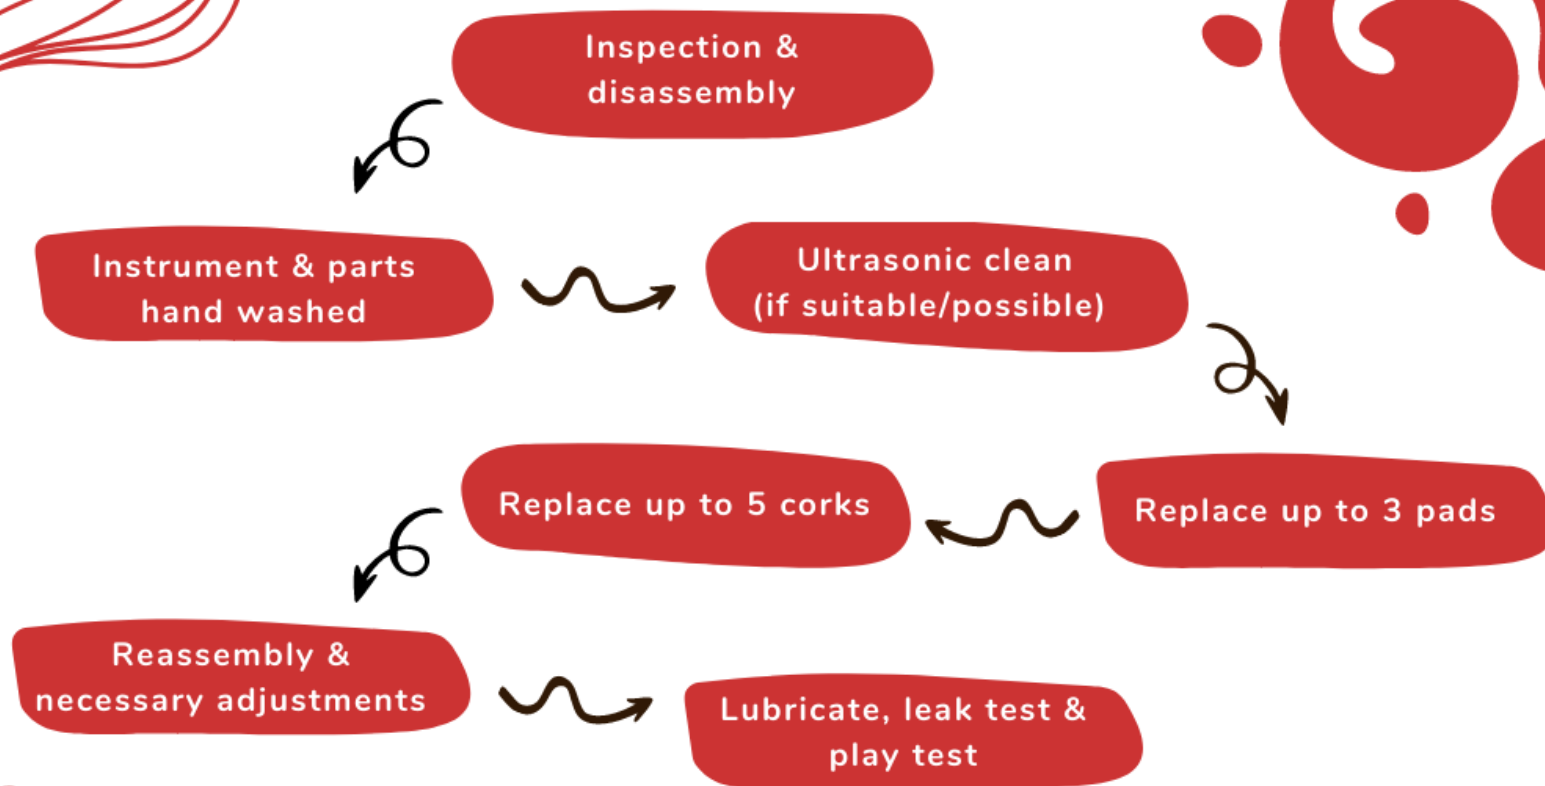 Inspection &
disassembly
Instrument & parts
hand washed
Ultrasonic clean
(if suitable/possible)
Replace up to 3 pads
Replace up to 5 corks
Reassembly &
necessary adjustments
Lubricate, leak test &
play test